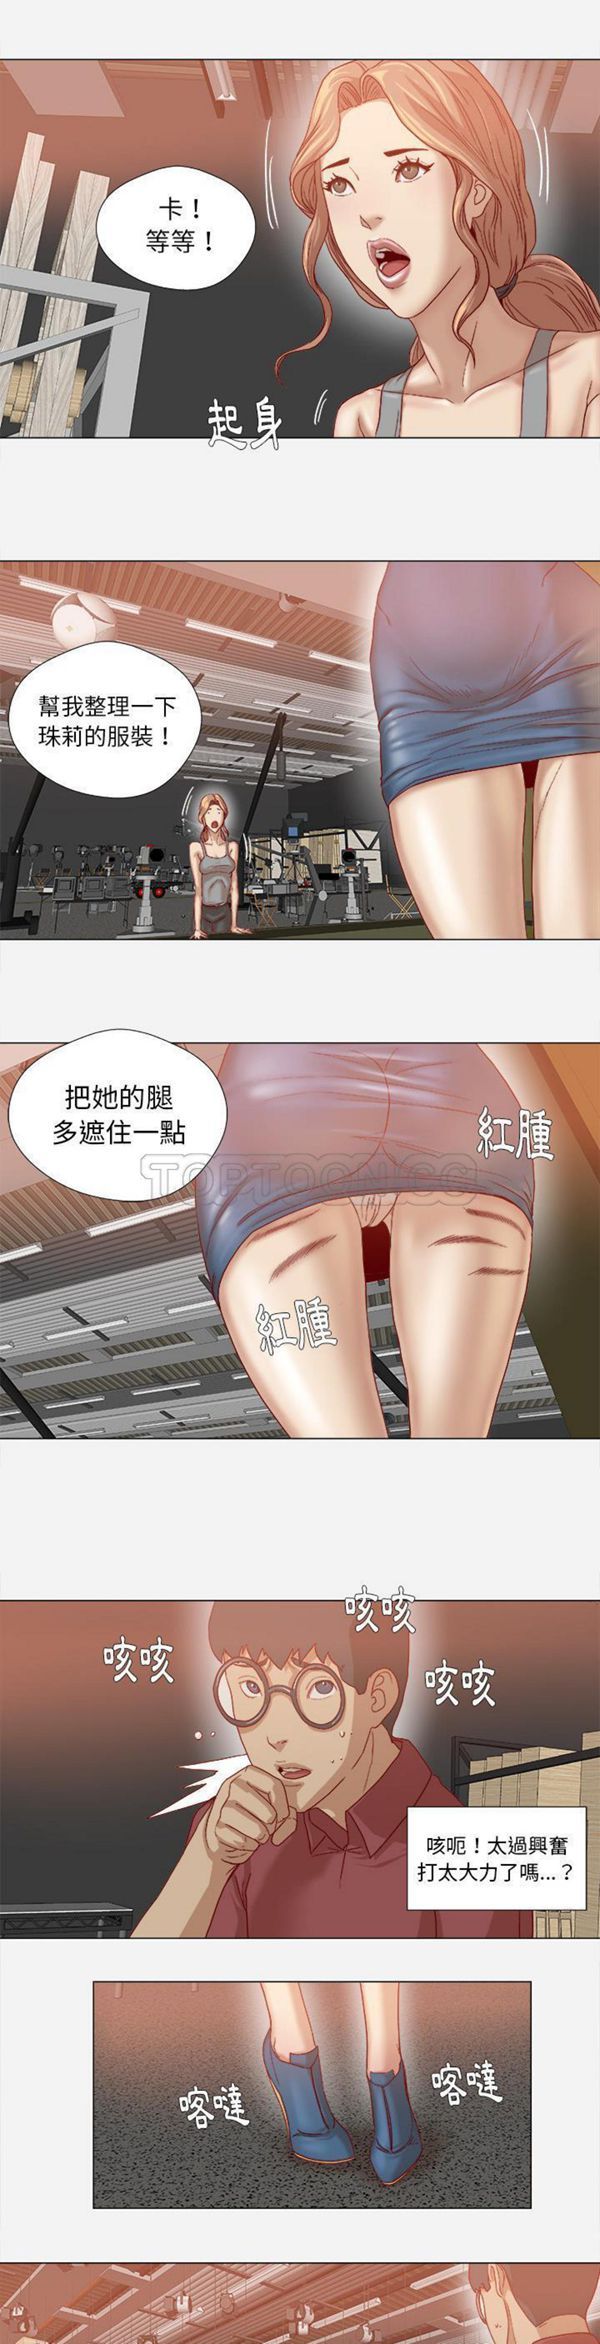 卡！
等等！
起身
幫我整理一下
珠莉的服裝！
把她的腿
多遮住一點
紅腫
TOPTOON.CC
紅腫
咳咳
咳咳
咳咳
咳呃！太過興奮
打太大力了嗎...？
喀噠
喀噠